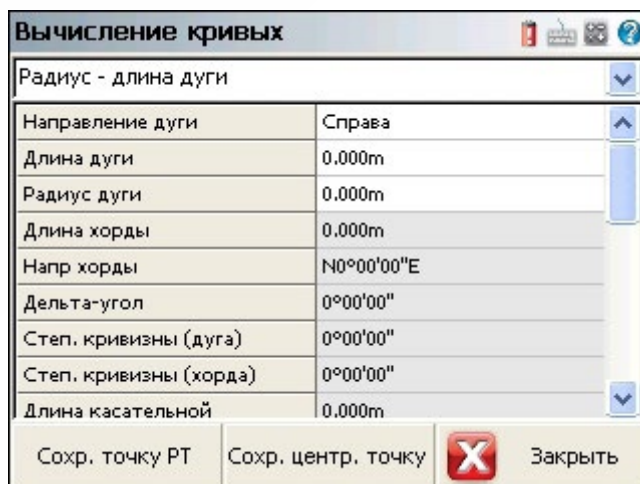 Вычисление кривых
Радиус - длина дуги
Направление дуги Справа
Длина дуги 0.000m
Радиус дуги 0.000m
Длина хорды 0.000m
Напр хорды N0°00'00"E
Дельта-угол 0°00'00"
Степ. кривизны (дуга) 0°00'00"
Степ. кривизны (хорда) 0°00'00"
Длина касательной 0.000m
Сохр. точку PT Сохр. центр. точку Закрыть